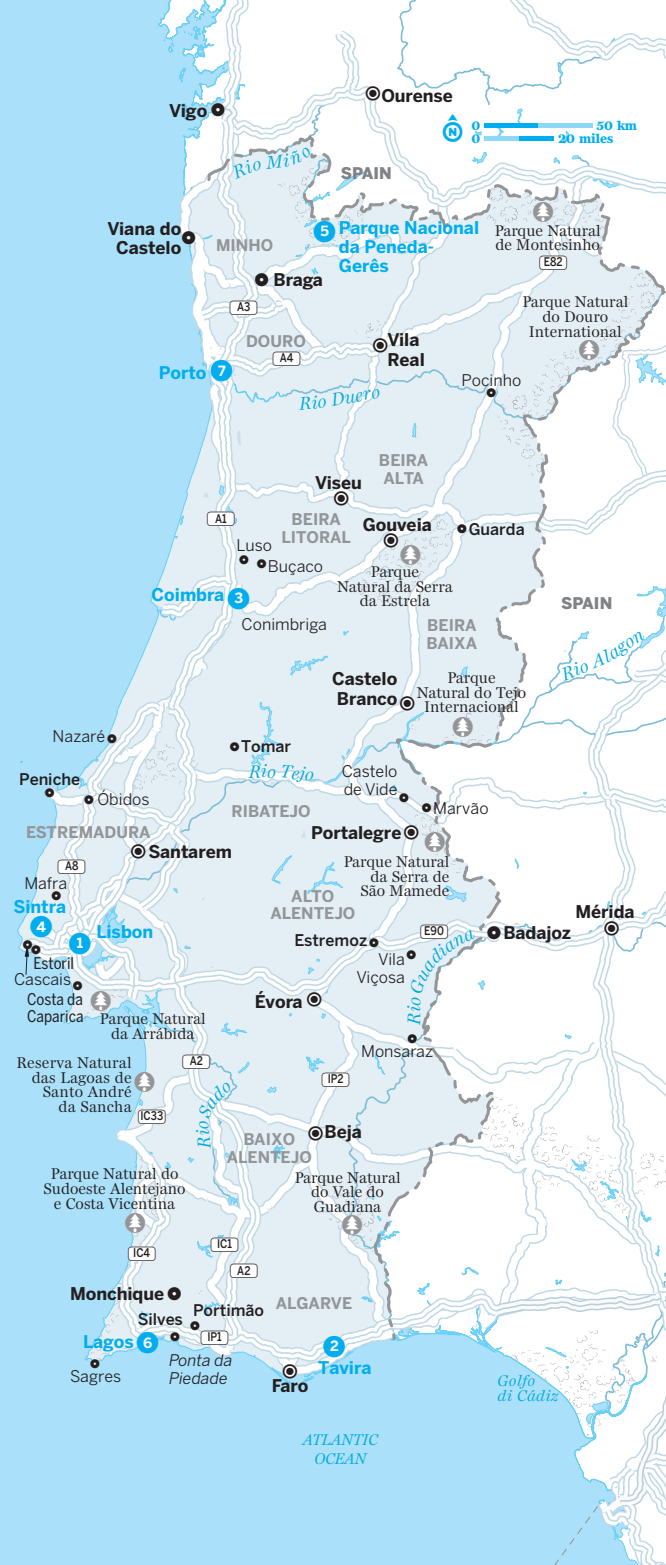 Ourense
Vigo
0 50 km
N
0 20 miles
Rio Miño
SPAIN
Viana do
Castelo
MINHO
5 Parque Nacional
da Peneda-
Gerês
Parque Natural
de Montesinho
E82
Braga
A3
Parque Natural
do Douro
International
DOURO
A4
Vila
Real
Porto 7
Pocinho
Rio Duero
BEIRA
ALTA
Viseu
A1
BEIRA
LITORAL
Gouveia
Guarda
Luso
Buçaco
Parque
Natural da Serra
da Estrela
Coimbra 3
SPAIN
Conimbriga
BEIRA
BAIXA
Rio Alagon
Castelo
Branco
Parque
Natural do Tejo
Internacional
Nazaré
Tomar
Rio Tejo
Castelo
de Vide
Peniche
Óbidos
Marvão
RIBATEJO
ESTREMADURA
Portalegre
Santarem
A8
Parque Natural
da Serra de
São Mamede
Mafra
ALTO
ALENTEJO
Sintra
4
Mérida
1 Lisbon
E90
Badajoz
Estremoz
Estoril
Vila
Viçosa
Cascais
Rio Guadiana
Costa da
Caparica
Évora
Parque Natural
da Arrábida
Monsaraz
Reserva Natural
das Lagoas de
Santo André
da Sancha
A2
IP2
Rio Sado
IC33
Beja
BAIXO
ALENTEJO
Parque Natural do
Sudoeste Alentejano
e Costa Vicentina
Parque Natural
do Vale do
Guadiana
IC1
IC4
A2
Monchique
ALGARVE
Portimão
Silves
Lagos 6
IP1
2
Tavira
Ponta da
Piedade
Sagres
Faro
Golfo
di Cádiz
ATLANTIC
OCEAN